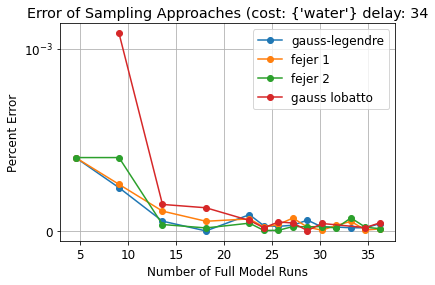 Error of Sampling Approaches (cost: {'water'} delay: 34
gauss-legendre
fejer 1
fejer 2
gauss lobatto
10⁻³
0
Percent Error
5 10 15 20 25 30 35
Number of Full Model Runs